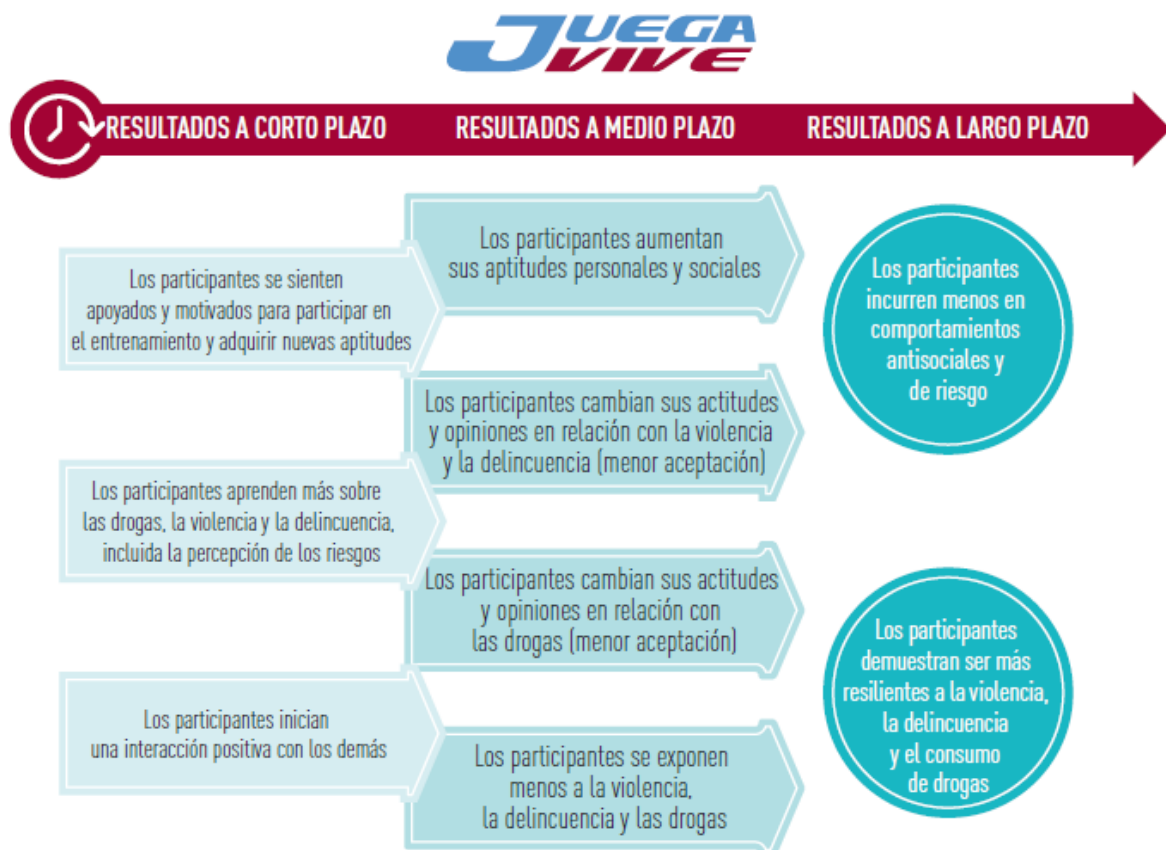 JUEGA
VIVE
RESULTADOS A CORTO PLAZO
RESULTADOS A MEDIO PLAZO
RESULTADOS A LARGO PLAZO
Los participantes se sienten
apoyados y motivados para participar en
el entrenamiento y adquirir nuevas aptitudes
Los participantes aprenden más sobre
las drogas, la violencia y la delincuencia,
incluida la percepción de los riesgos
Los participantes inician
una interacción positiva con los demás
Los participantes aumentan
sus aptitudes personales y sociales
Los participantes cambian sus actitudes
y opiniones en relación con la violencia
y la delincuencia (menor aceptación)
Los participantes cambian sus actitudes
y opiniones en relación con
las drogas (menor aceptación)
Los participantes se exponen
menos a la violencia,
la delincuencia y las drogas
Los participantes
incurren menos en
comportamientos
antisociales y
de riesgo
Los participantes
demuestran ser más
resilientes a la violencia,
la delincuencia
y el consumo
de drogas